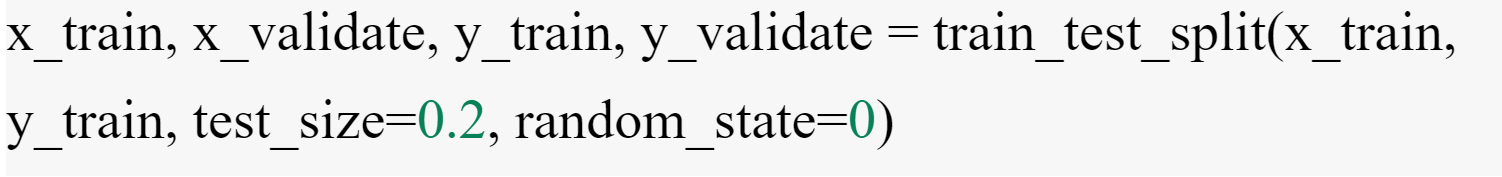 x_train, x_validate, y_train, y_validate = train_test_split(x_train,
y_train, test_size=0.2, random_state=0)